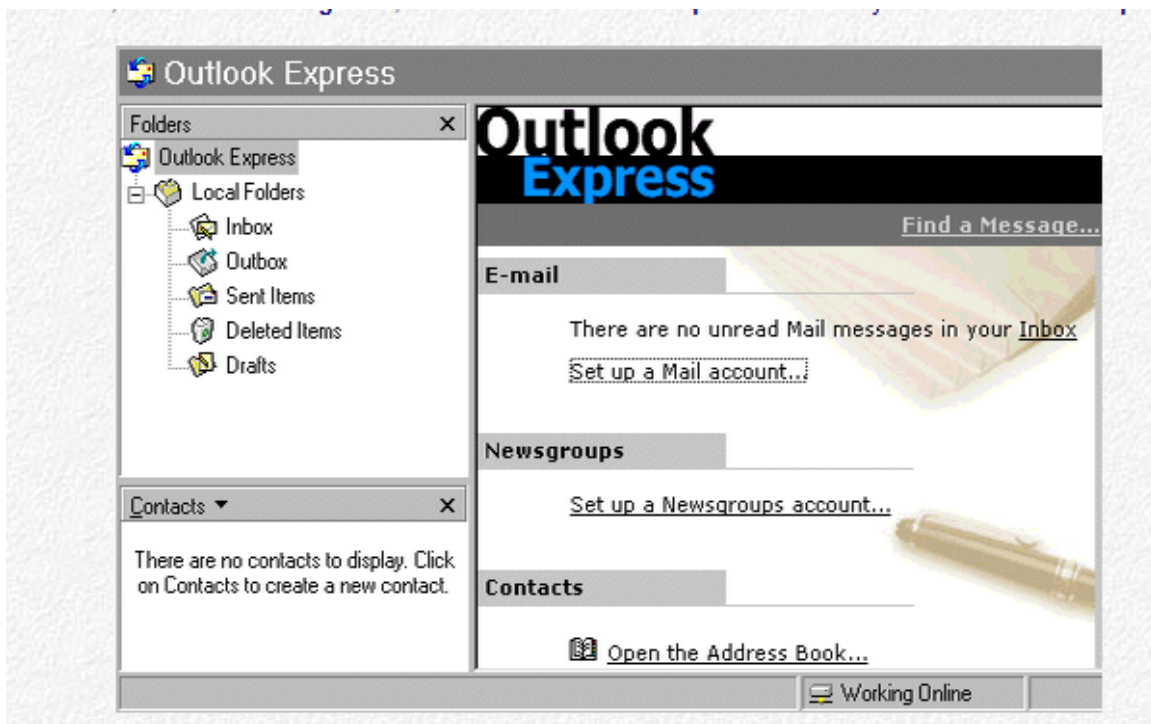 Outlook Express
Folders
Outlook Express
Local Folders
Inbox
Outbox
Sent Items
Deleted Items
Drafts
Contacts
There are no contacts to display. Click
on Contacts to create a new contact.
Outlook
Express
Find a Message...
E-mail
There are no unread Mail messages in your Inbox
Set up a Mail account...
Newsgroups
Set up a Newsgroups account...
Contacts
Open the Address Book...
Working Online